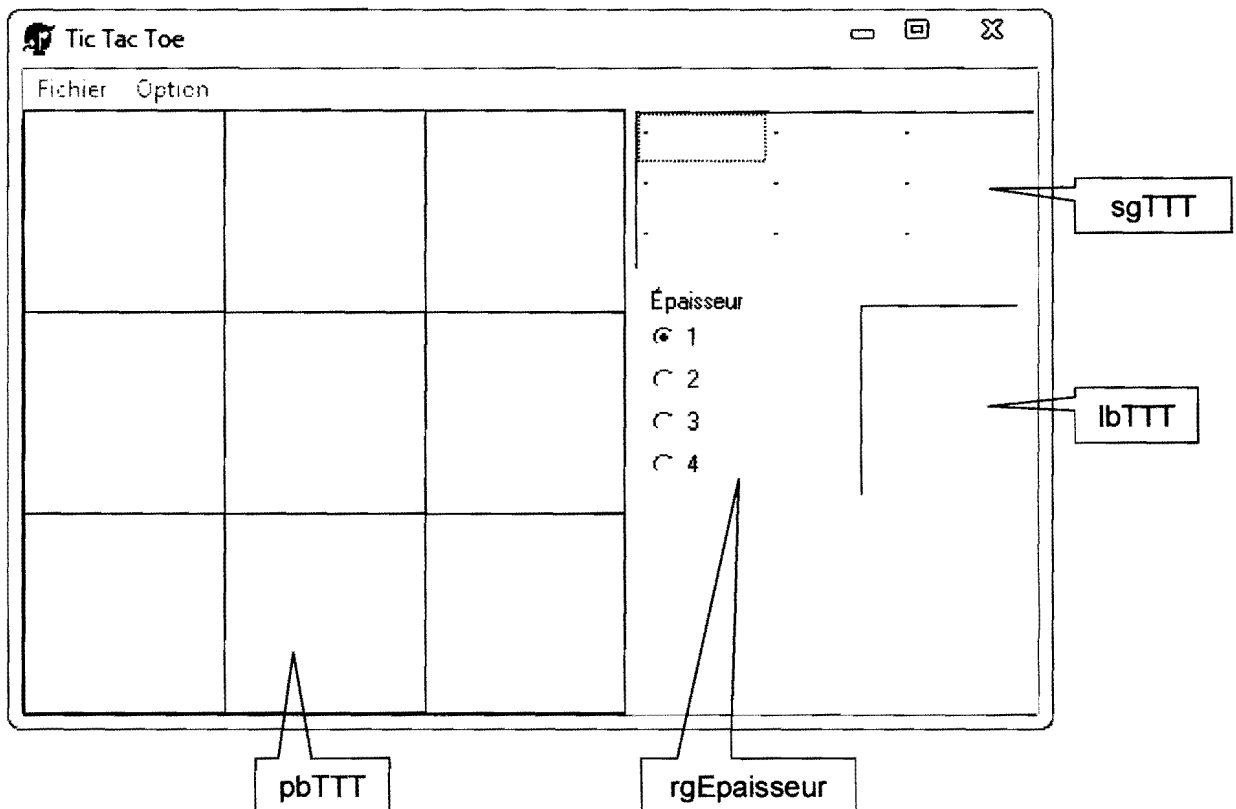 Tic Tac Toe
Fichier Option
- - -
- - -
- - -
sgTTT
Épaisseur
1
2
3
4
lbTTT
pbTTT
rgEpaisseur